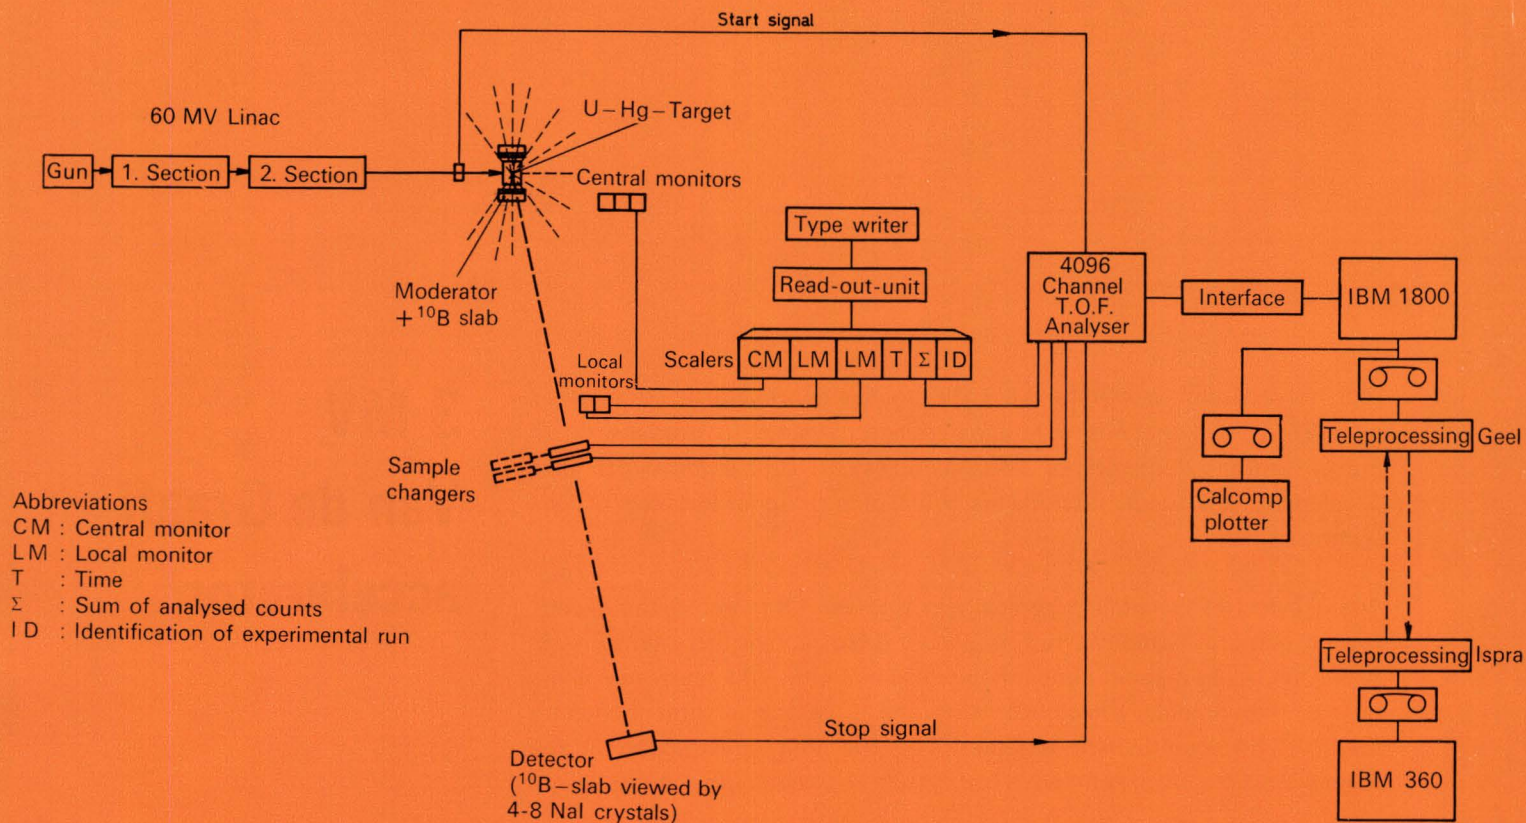 Start signal
60 MV Linac
U-Hg-Target
Gun
1. Section
2. Section
Central monitors
Type writer
Read-out-unit
Moderator
+ ¹⁰B slab
Scalers
CM LM LM T Σ ID
Local
monitors
4096
Channel
T.O.F.
Analyser
Interface
IBM 1800
Teleprocessing Geel
Calcomp
plotter
Sample
changers
Abbreviations
CM : Central monitor
LM : Local monitor
T : Time
Σ : Sum of analysed counts
ID : Identification of experimental run
Teleprocessing Ispra
Stop signal
Detector
(¹⁰B-slab viewed by
4-8 NaI crystals)
IBM 360